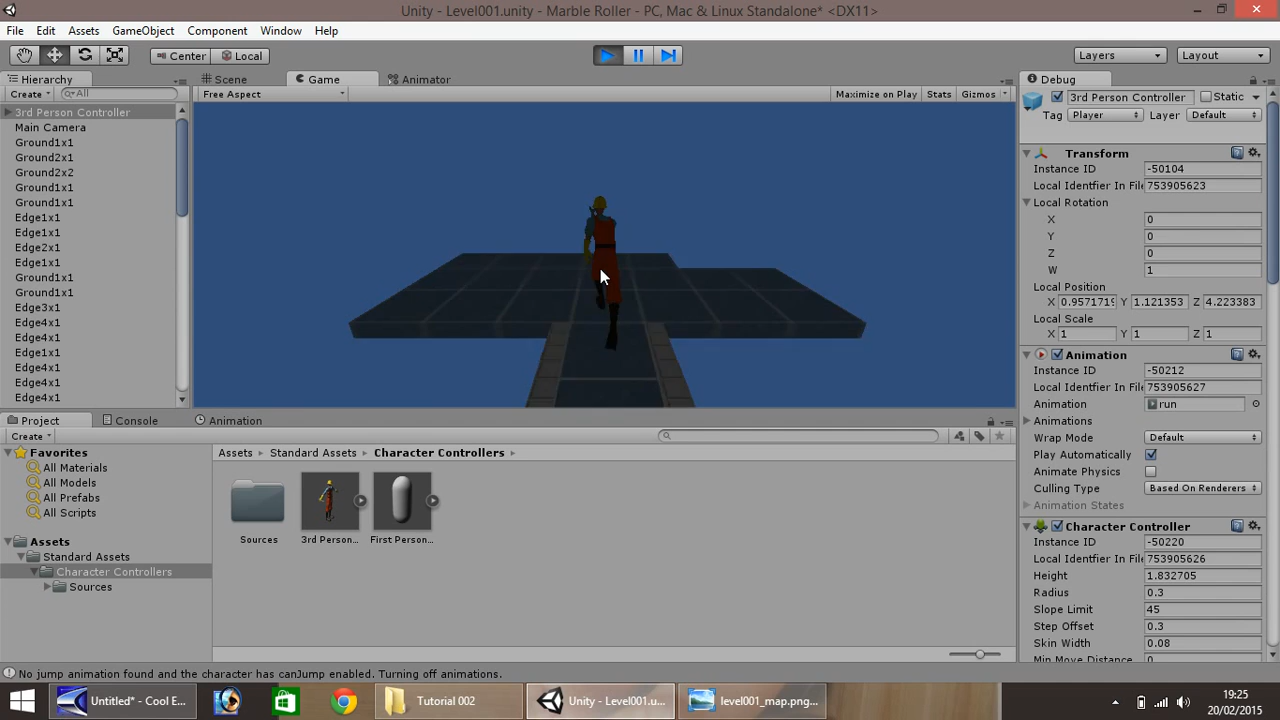 Unity - Level001.unity - Marble Roller - PC, Mac & Linux Standalone* <DX11>
File Edit Assets GameObject Component Window Help
Center Local Layers Layout
Hierarchy Scene Game Animator Debug
Create All Free Aspect Maximize on Play Stats Gizmos 3rd Person Controller Static
3rd Person Controller Tag Player Layer Default
Main Camera
Ground1x1
Ground2x1
Ground2x2
Ground1x1
Ground1x1
Edge1x1
Edge1x1
Edge2x1
Edge1x1
Ground1x1
Ground1x1
Edge3x1
Edge4x1
Edge4x1
Edge1x1
Edge4x1
Edge4x1
Edge4x1
Transform
Instance ID -50104
Local Identfier In Fil 753905623
Local Rotation
X 0
Y 0
Z 0
W 1
Local Position
X 0.9571719 Y 1.121353 Z 4.223383
Local Scale
X 1 Y 1 Z 1
Animation
Instance ID -50212
Local Identfier In Fil 753905627
Animation run
Animations
Wrap Mode Default
Play Automatically
Animate Physics
Culling Type Based On Renderers
Animation States
Character Controller
Instance ID -50220
Local Identfier In Fil 753905626
Height 1.832705
Radius 0.3
Slope Limit 45
Step Offset 0.3
Skin Width 0.08
Min Move Distance 0
Project Console Animation
Create
Favorites
All Materials
All Models
All Prefabs
All Scripts
Assets
Standard Assets
Character Controllers
Sources
Assets Standard Assets Character Controllers
Sources 3rd Person... First Person...
No jump animation found and the character has canJump enabled. Turning off animations.
Untitled* - Cool E... Tutorial 002 Unity - Level001.u... level001_map.png... 19:25
20/02/2015